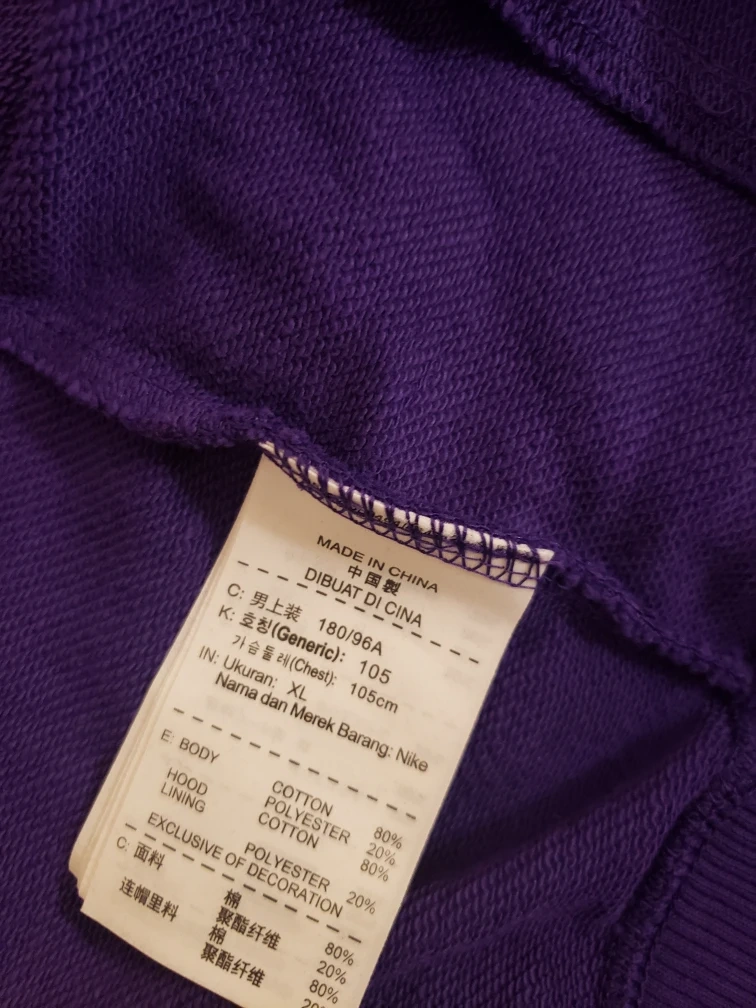 MADE IN CHINA
中国製
DIBUAT DI CINA
C: 男上装 180/96A
K: 호칭(Generic): 105
가슴둘레(Chest): 105cm
IN: Ukuran: XL
Nama dan Merek Barang: Nike
E: BODY COTTON 80%
POLYESTER 20%
HOOD LINING COTTON 80%
POLYESTER 20%
EXCLUSIVE OF DECORATION
C: 面料 棉 80%
聚酯纤维 20%
连帽里料 棉 80%
聚酯纤维 20%